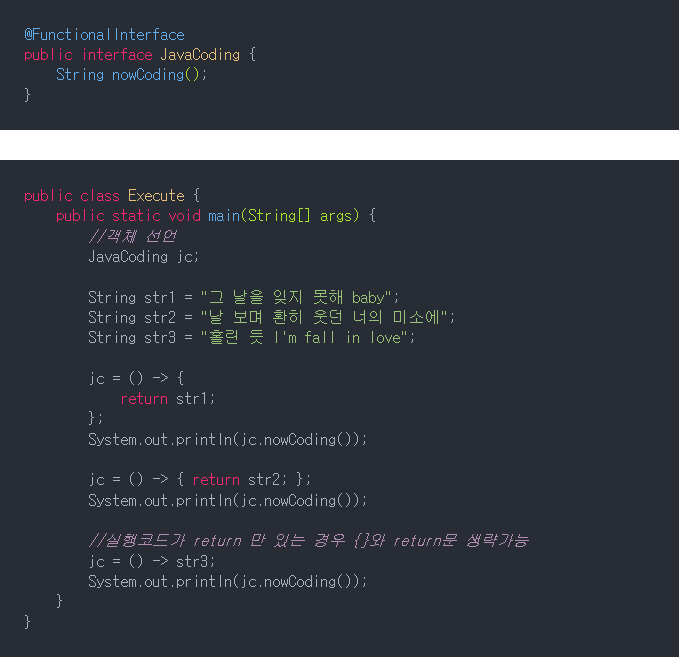 @FunctionalInterface
public interface JavaCoding {
    String nowCoding();
}
public class Execute {
    public static void main(String[] args) {
        //객체 선언
        JavaCoding jc;
        String str1 = "그 날을 잊지 못해 baby";
        String str2 = "날 보며 환히 웃던 너의 미소에";
        String str3 = "홀린 듯 I'm fall in love";
        jc = () -> {
            return str1;
        };
        System.out.println(jc.nowCoding());
        jc = () -> { return str2; };
        System.out.println(jc.nowCoding());
        //실행코드가 return 만 있는 경우 {}와 return문 생략가능
        jc = () -> str3;
        System.out.println(jc.nowCoding());
    }
}